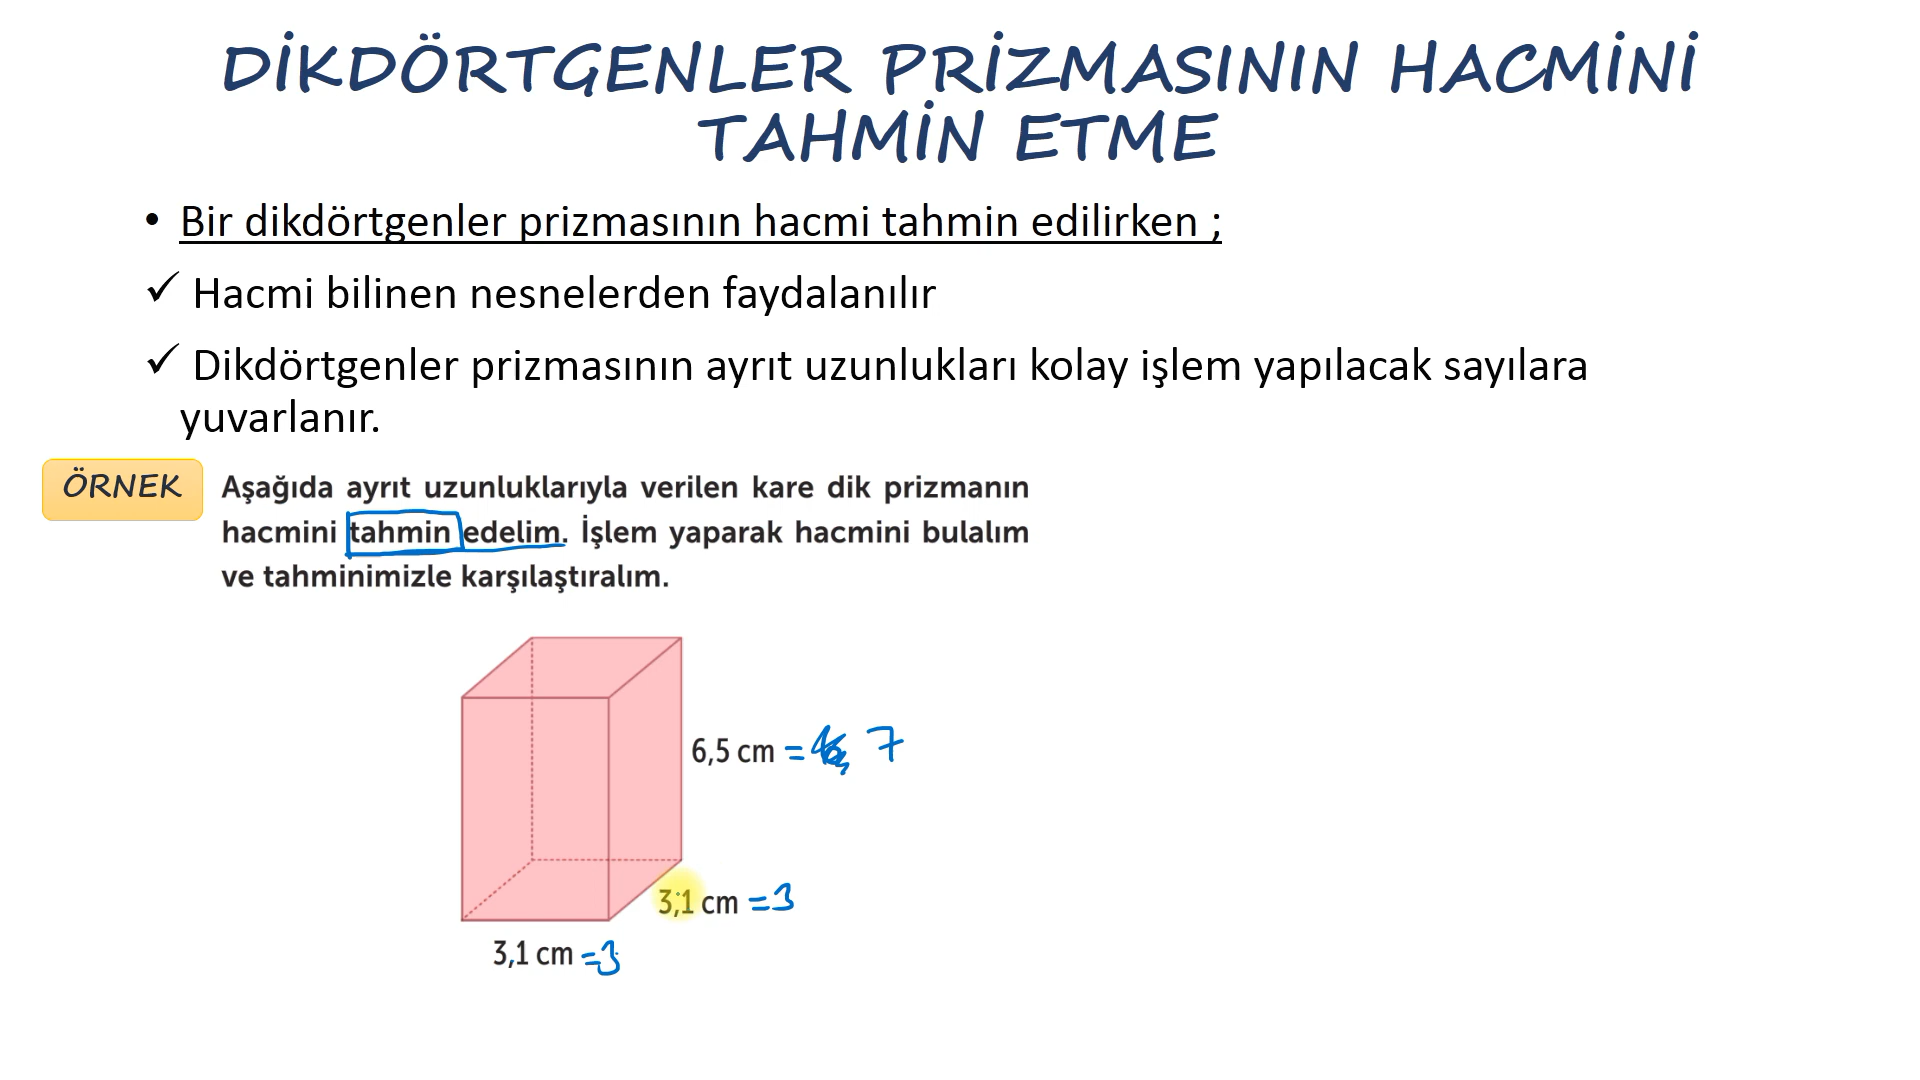 DİKDÖRTGENLER PRİZMASININ HACMİNİ
TAHMİN ETME
• Bir dikdörtgenler prizmasının hacmi tahmin edilirken ;
✓ Hacmi bilinen nesnelerden faydalanılır
✓ Dikdörtgenler prizmasının ayrıt uzunlukları kolay işlem yapılacak sayılara
yuvarlanır.
ÖRNEK
Aşağıda ayrıt uzunluklarıyla verilen kare dik prizmanın
hacmini tahmin edelim. İşlem yaparak hacmini bulalım
ve tahminimizle karşılaştıralım.
6,5 cm = 7
3,1 cm = 3
3,1 cm = 3